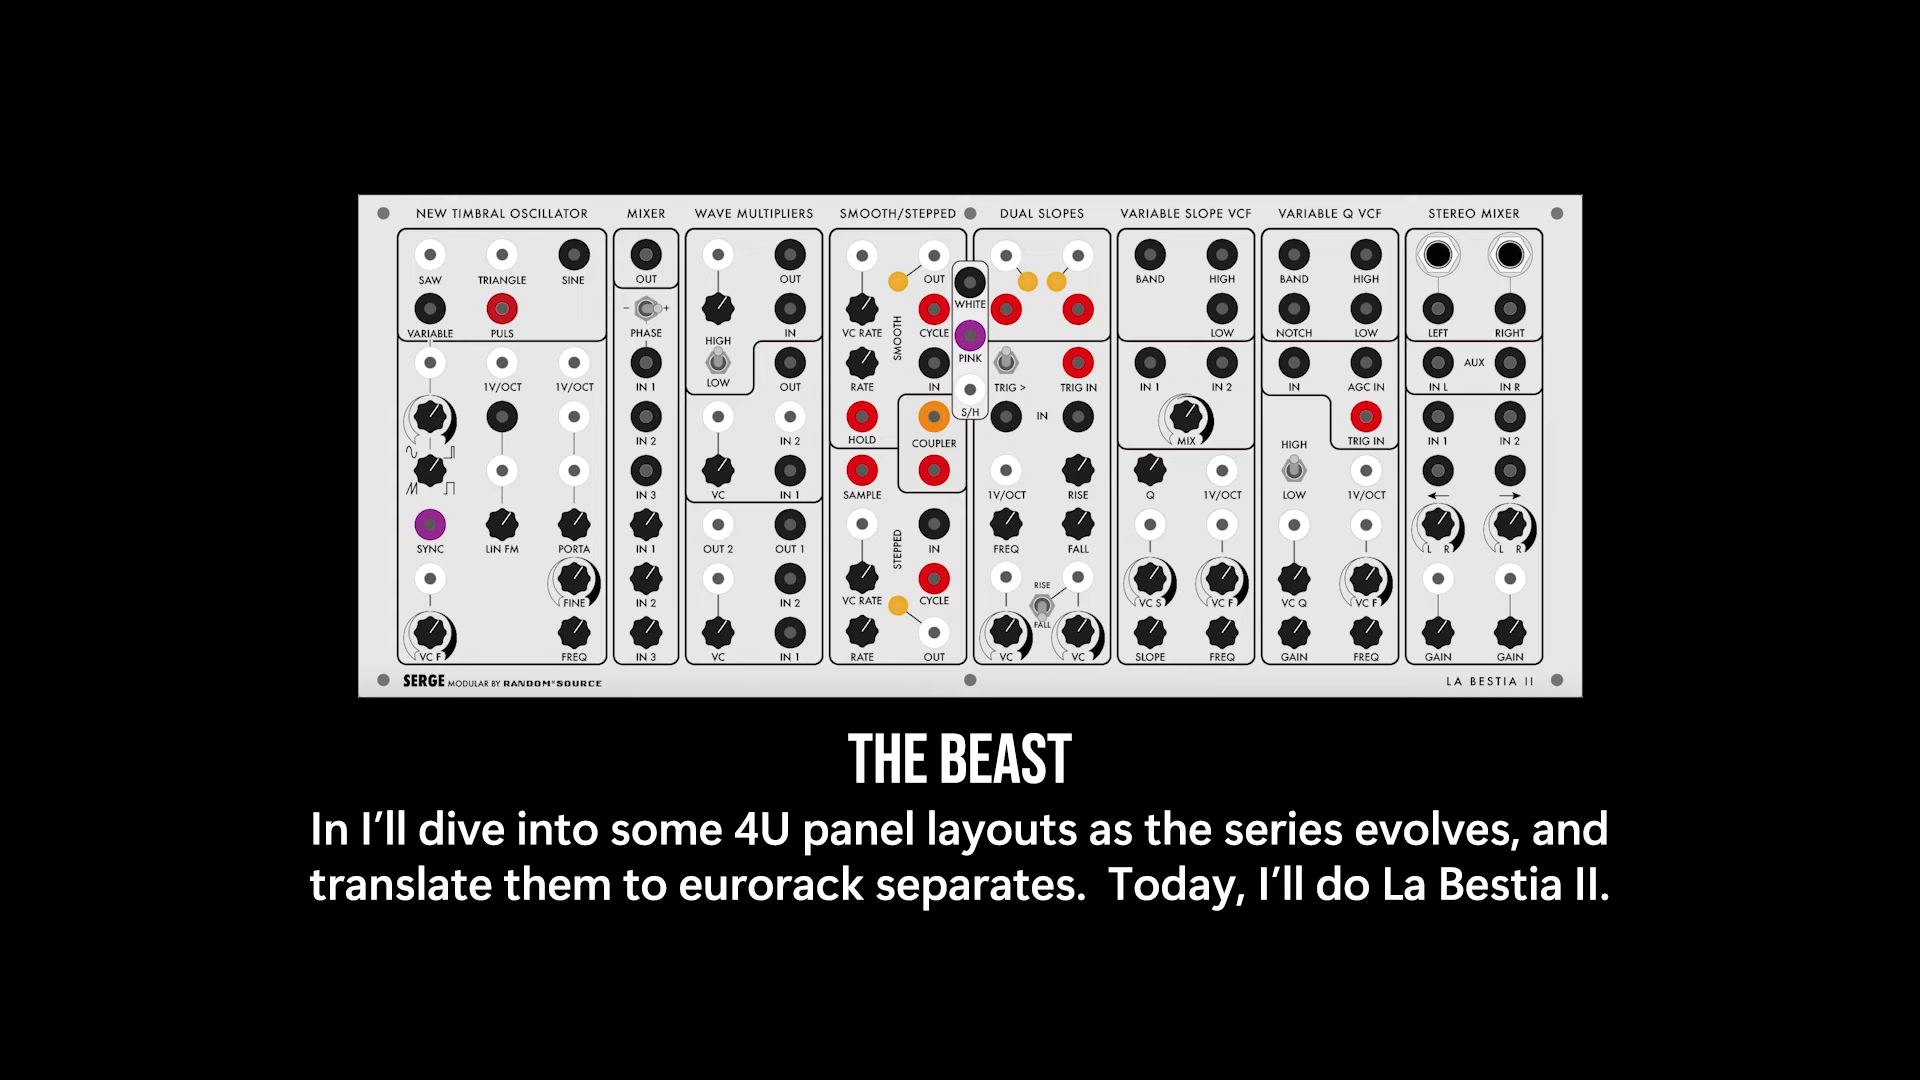 NEW TIMBRAL OSCILLATOR MIXER WAVE MULTIPLIERS SMOOTH/STEPPED DUAL SLOPES VARIABLE SLOPE VCF VARIABLE Q VCF STEREO MIXER
SAW TRIANGLE SINE OUT OUT OUT BAND HIGH BAND HIGH
WHITE
VARIABLE PULS − + PHASE VC RATE IN CYCLE LOW NOTCH LOW LEFT RIGHT
HIGH SMOOTH PINK
LOW
1V/OCT 1V/OCT IN 1 OUT RATE IN TRIG > TRIG IN IN 1 IN 2 IN AGC IN IN L AUX IN R
S/H
IN 2 IN 2 HOLD COUPLER IN MIX HIGH TRIG IN IN 1 IN 2
IN 3 VC IN 1 SAMPLE 1V/OCT RISE Q 1V/OCT LOW 1V/OCT
SYNC LIN FM PORTA IN 1 OUT 2 OUT 1 STEPPED IN FREQ FALL L R L R
RISE
FINE IN 2 IN 2 VC RATE CYCLE VC S VC F VC Q VC F
FALL
VC F FREQ IN 3 VC IN 1 RATE OUT VC VC SLOPE FREQ GAIN FREQ GAIN GAIN
SERGE MODULAR BY RANDOM*SOURCE LA BESTIA II
THE BEAST
In I’ll dive into some 4U panel layouts as the series evolves, and
translate them to eurorack separates.  Today, I’ll do La Bestia II.